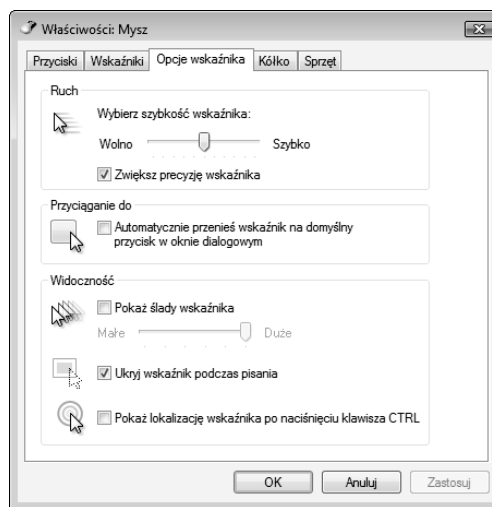 Właściwości: Mysz
Przyciski Wskaźniki Opcje wskaźnika Kółko Sprzęt
Ruch
Wybierz szybkość wskaźnika:
Wolno Szybko
Zwiększ precyzję wskaźnika
Przyciąganie do
Automatycznie przenieś wskaźnik na domyślny
przycisk w oknie dialogowym
Widoczność
Pokaż ślady wskaźnika
Małe Duże
Ukryj wskaźnik podczas pisania
Pokaż lokalizację wskaźnika po naciśnięciu klawisza CTRL
OK Anuluj Zastosuj